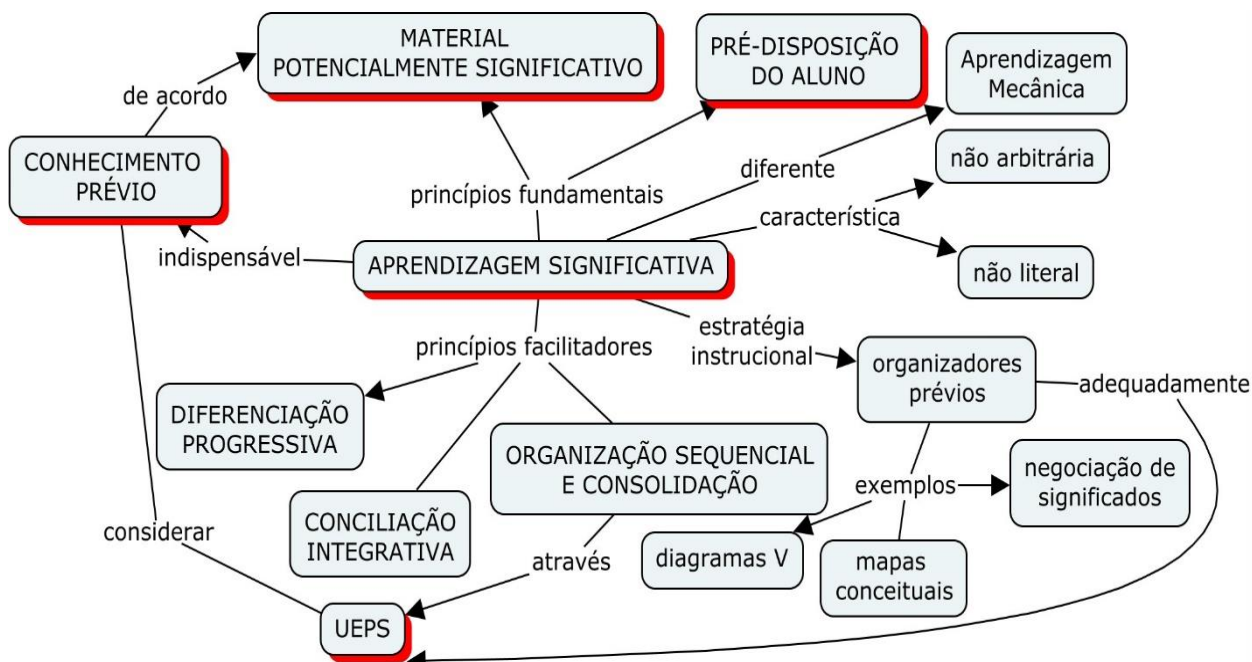 MATERIAL
POTENCIALMENTE SIGNIFICATIVO
PRÉ-DISPOSIÇÃO
DO ALUNO
Aprendizagem
Mecânica
de acordo
CONHECIMENTO
PRÉVIO
não arbitrária
diferente
princípios fundamentais
característica
indispensável
APRENDIZAGEM SIGNIFICATIVA
não literal
estratégia
instrucional
princípios facilitadores
organizadores
prévios
adequadamente
DIFERENCIAÇÃO
PROGRESSIVA
ORGANIZAÇÃO SEQUENCIAL
E CONSOLIDAÇÃO
negociação de
significados
exemplos
CONCILIAÇÃO
INTEGRATIVA
considerar
através
diagramas V
mapas
conceituais
UEPS